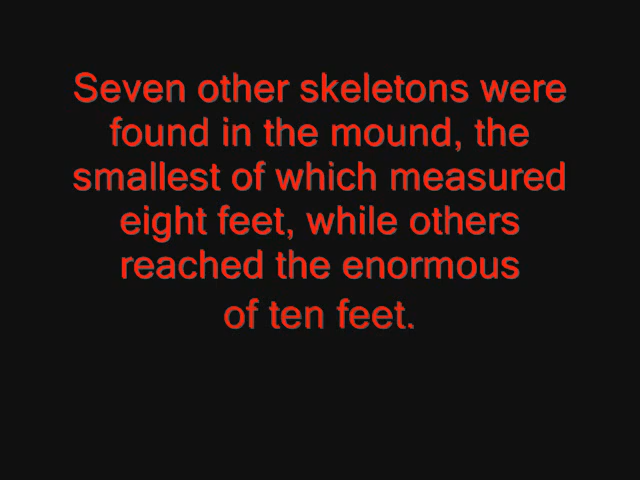 Seven other skeletons were
found in the mound, the
smallest of which measured
eight feet, while others
reached the enormous
of ten feet.